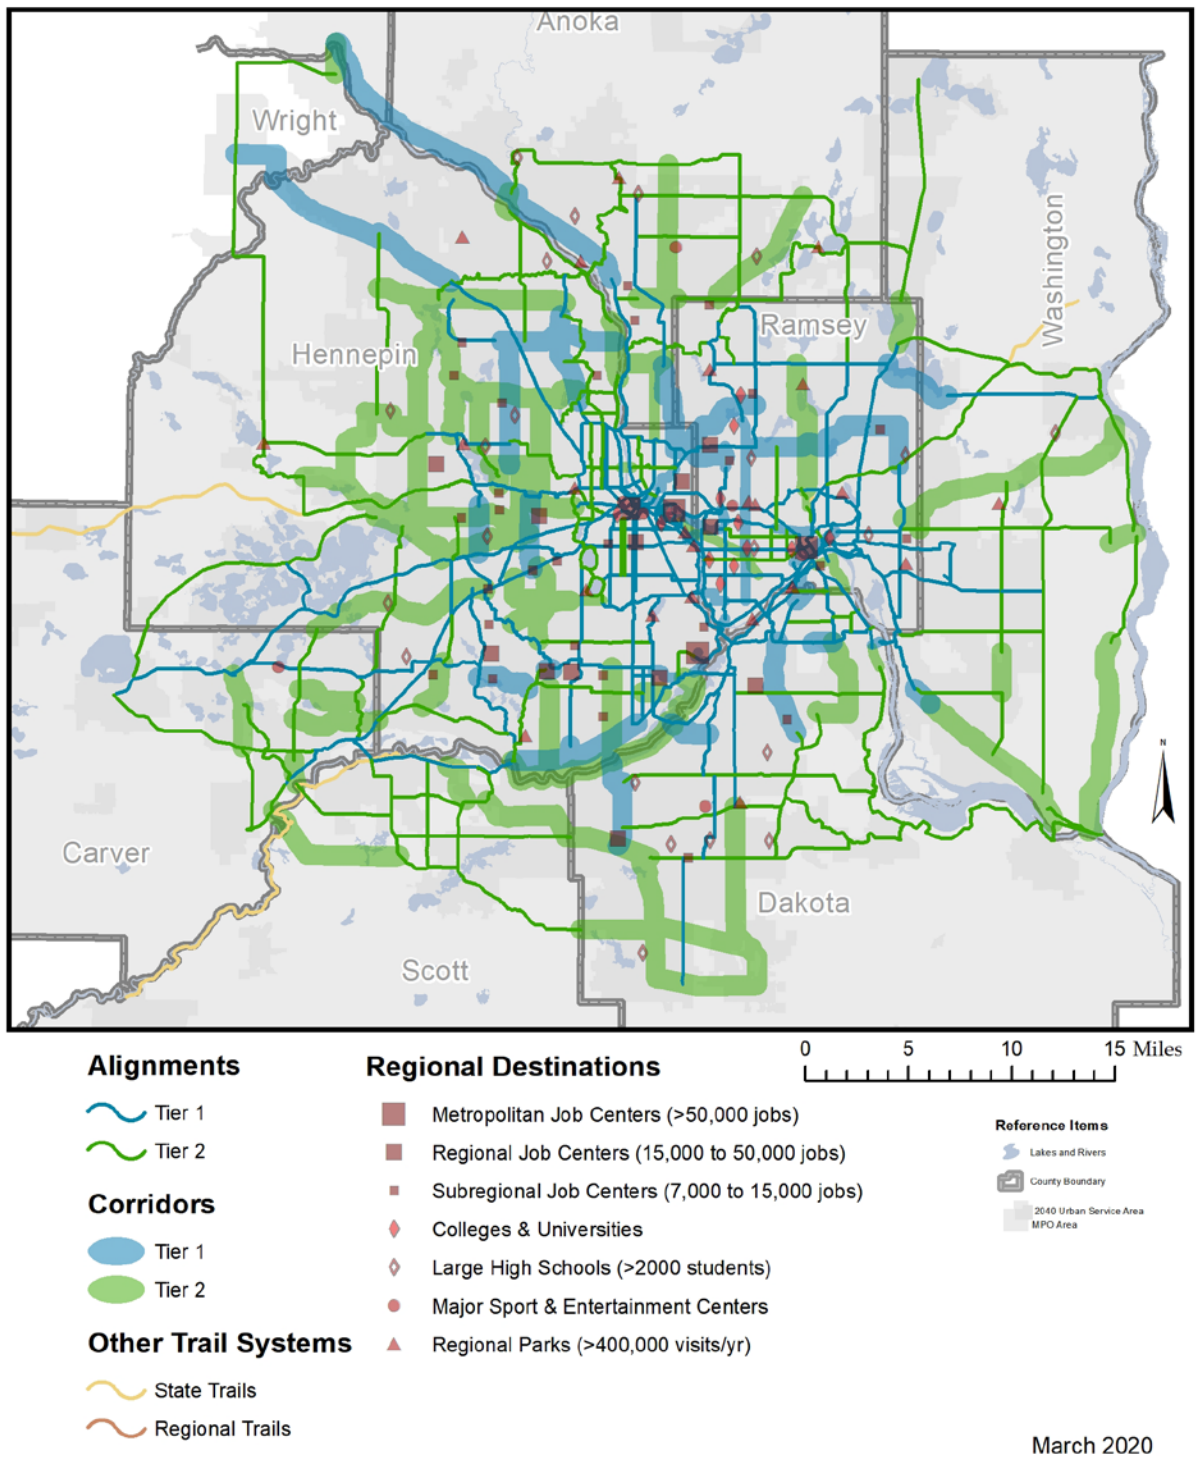 Anoka
Wright
Washington
Ramsey
Hennepin
Carver
Dakota
Scott
N
0 5 10 15 Miles
Alignments
Tier 1
Tier 2
Corridors
Tier 1
Tier 2
Other Trail Systems
State Trails
Regional Trails
Regional Destinations
Metropolitan Job Centers (>50,000 jobs)
Regional Job Centers (15,000 to 50,000 jobs)
Subregional Job Centers (7,000 to 15,000 jobs)
Colleges & Universities
Large High Schools (>2000 students)
Major Sport & Entertainment Centers
Regional Parks (>400,000 visits/yr)
Reference Items
Lakes and Rivers
County Boundary
2040 Urban Service Area
MPO Area
March 2020